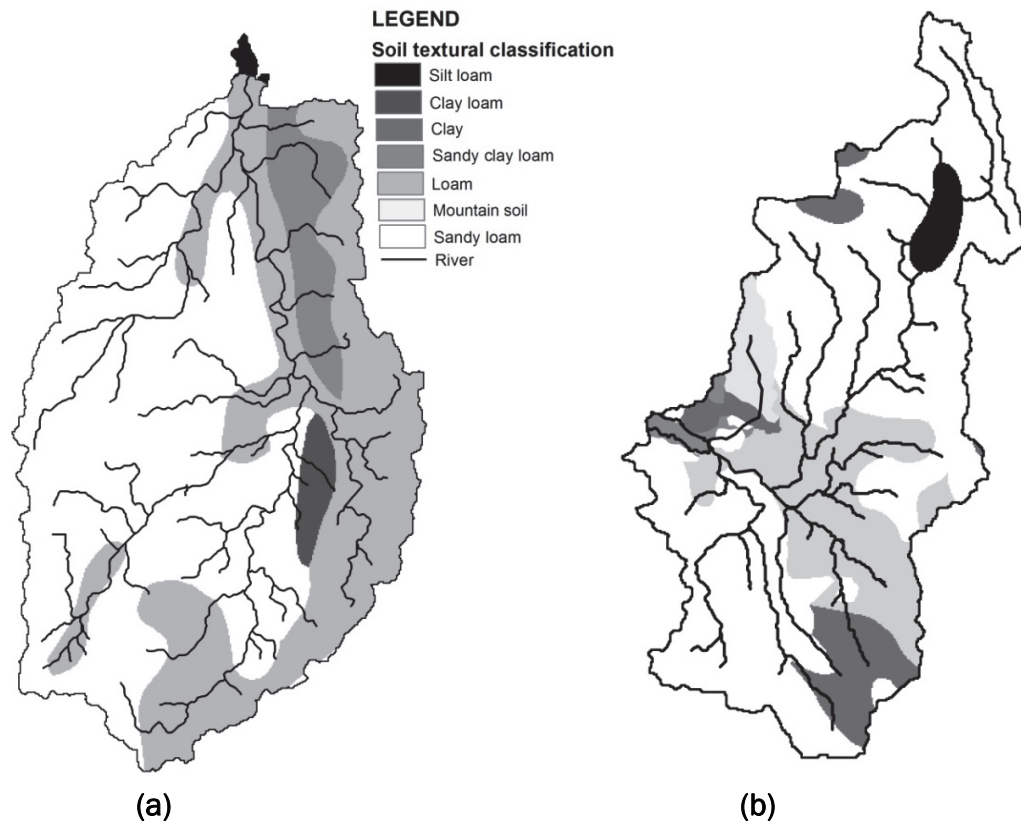 LEGEND
Soil textural classification
Silt loam
Clay loam
Clay
Sandy clay loam
Loam
Mountain soil
Sandy loam
River
(a)
(b)